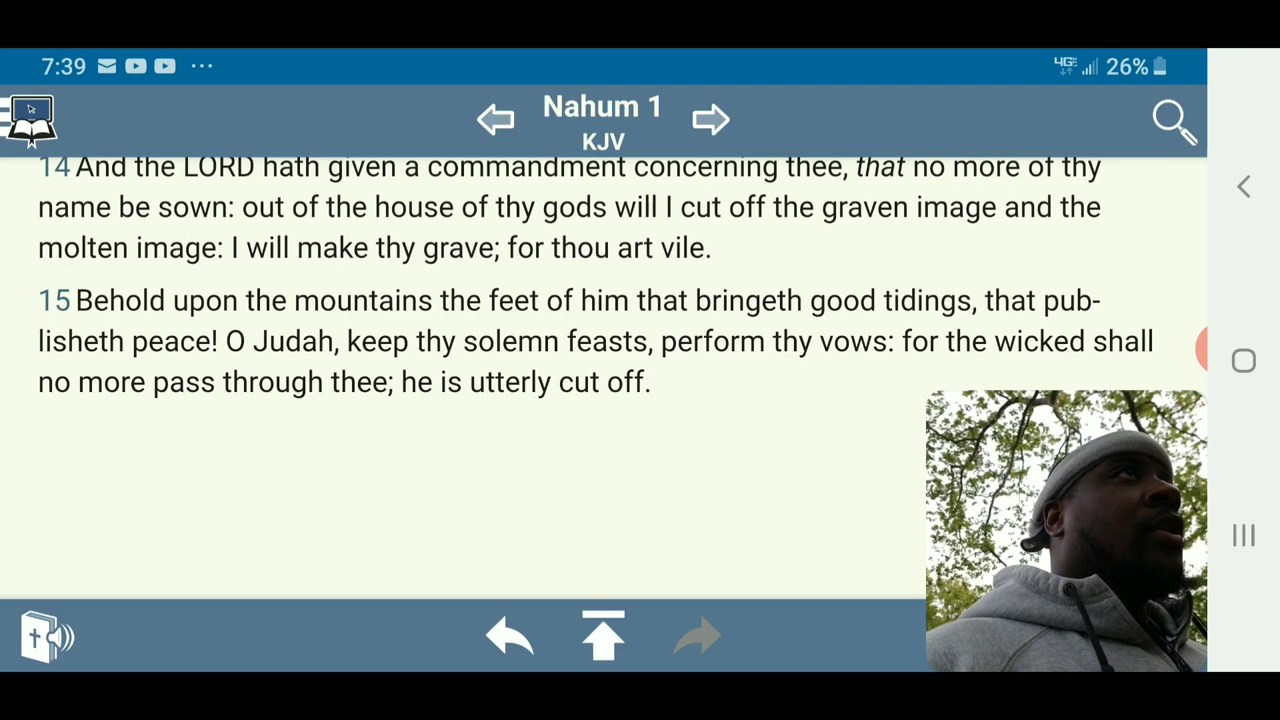 7:39 ... 4GE 26%
Nahum 1
KJV
14 And the LORD hath given a commandment concerning thee, that no more of thy
name be sown: out of the house of thy gods will I cut off the graven image and the
molten image: I will make thy grave; for thou art vile.
15 Behold upon the mountains the feet of him that bringeth good tidings, that pub-
lisheth peace! O Judah, keep thy solemn feasts, perform thy vows: for the wicked shall
no more pass through thee; he is utterly cut off.